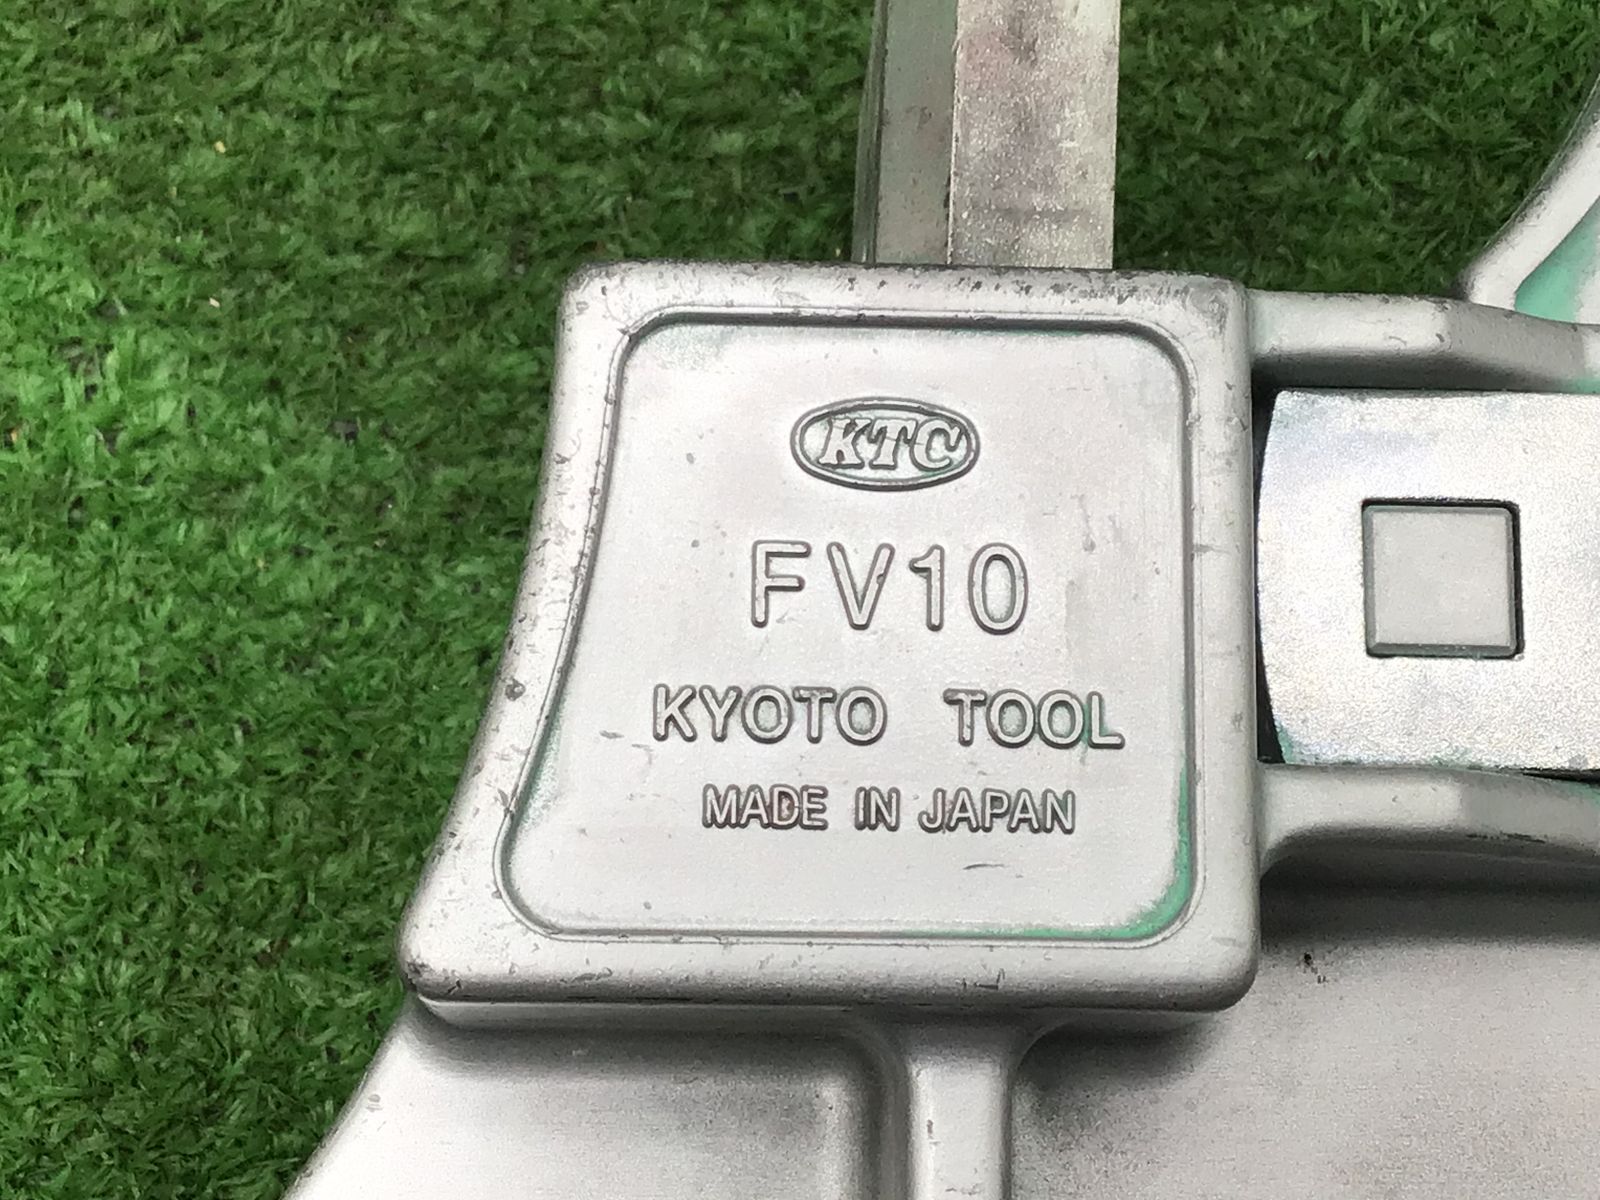 KTC
FV10
KYOTO TOOL
MADE IN JAPAN